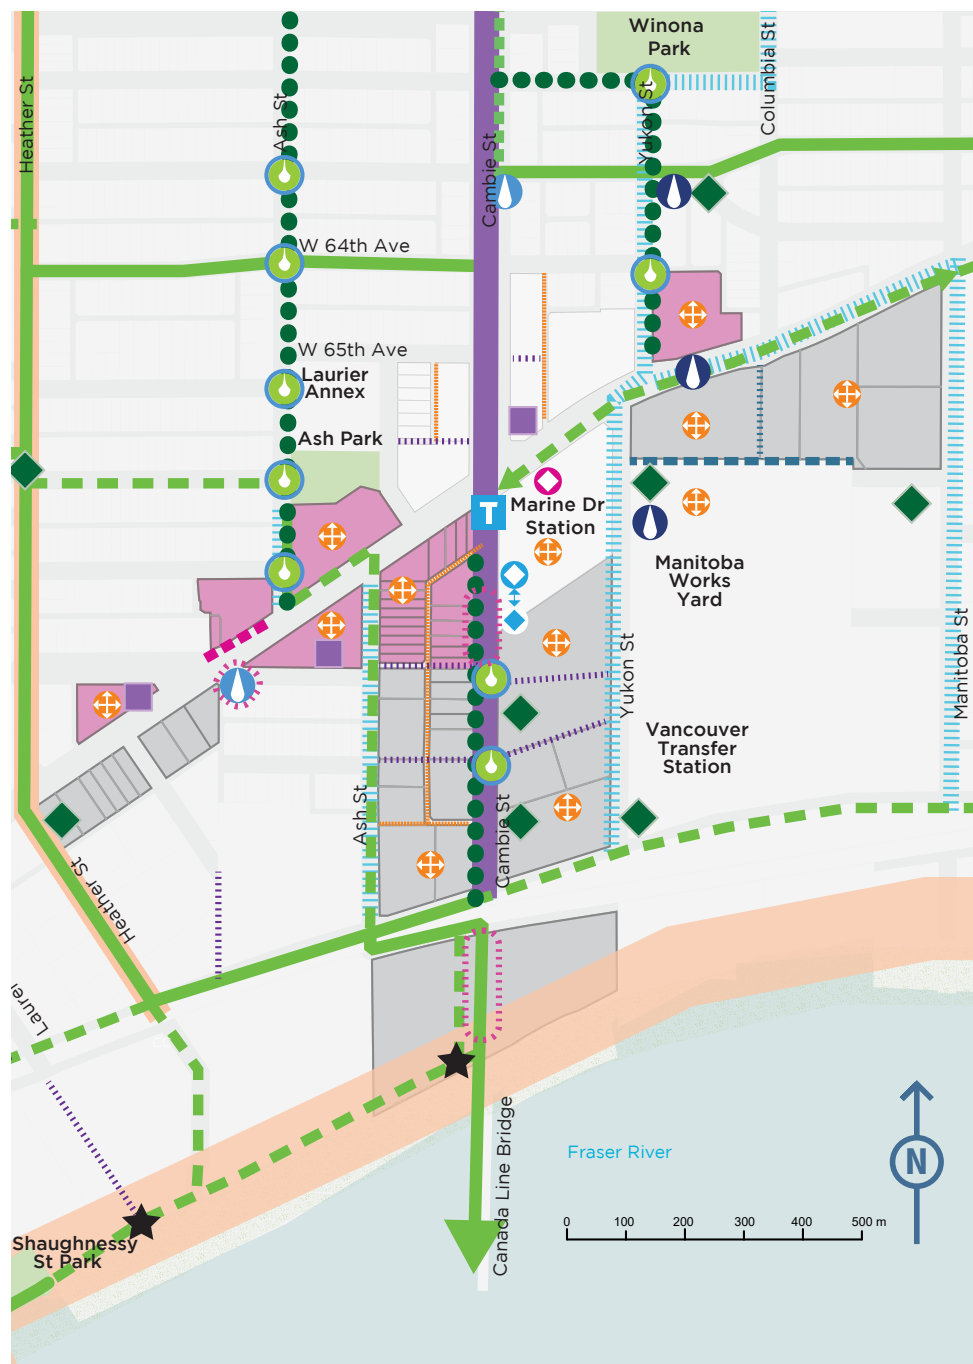 Winona
Park
Columbia St
Heather St
Ash St
Yukon St
Cambie St
W 64th Ave
W 65th Ave
Laurier
Annex
Ash Park
T
Marine Dr
Station
Manitoba
Works
Yard
Yukon St
Manitoba St
Vancouver
Transfer
Station
Ash St
Cambie St
Heather St
Laurel
Canada Line Bridge
Fraser River
N
0 100 200 300 400 500 m
Shaughnessy
St Park